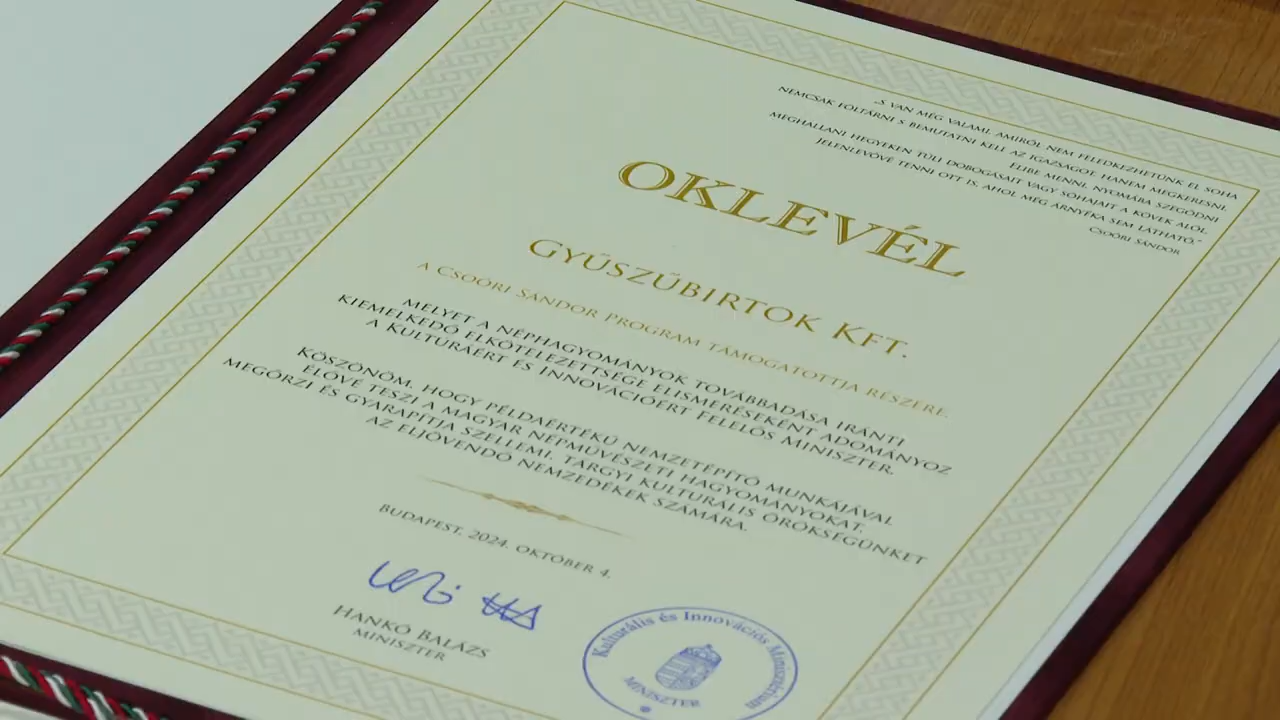 „S VAN MÉG VALAMI, AMIRŐL NEM FELEDKEZHETÜNK EL SOHA
NEMCSAK FÖLTÁRNI S BEMUTATNI KELL AZ IGAZSÁGOT, HANEM MEGKERESNI,
ELIBE MENNI, NYOMÁBA SZEGŐDNI
MEGHALLANI HEGYEKEN TÚLI DOBOGÁSÁT VAGY SÓHAJÁT A KÖVEK ALÓL
JELENLEVŐVÉ TENNI OTT IS, AHOL MÉG ÁRNYÉKA SEM LÁTHATÓ.”
CSOÓRI SÁNDOR
OKLEVÉL
GYŰSZŰBIRTOK KFT.
A CSOÓRI SÁNDOR PROGRAM TÁMOGATOTTJA RÉSZÉRE,
MELYET A NÉPHAGYOMÁNYOK TOVÁBBADÁSA IRÁNTI
KIEMELKEDŐ ELKÖTELEZETTSÉGE ELISMERÉSEKÉNT ADOMÁNYOZ
A KULTÚRÁÉRT ÉS INNOVÁCIÓÉRT FELELŐS MINISZTER.
KÖSZÖNÖM, HOGY PÉLDAÉRTÉKŰ NEMZETÉPÍTŐ MUNKÁJÁVAL
ÉLŐVÉ TESZI A MAGYAR NÉPMŰVÉSZETI HAGYOMÁNYOKAT,
MEGŐRZI ÉS GYARAPÍTJA SZELLEMI, TÁRGYI KULTURÁLIS ÖRÖKSÉGÜNKET
AZ ELJÖVENDŐ NEMZEDÉKEK SZÁMÁRA.
BUDAPEST, 2024. OKTÓBER 4.
HANKÓ BALÁZS
MINISZTER
Kulturális és Innovációs Minisztérium
MINISZTER